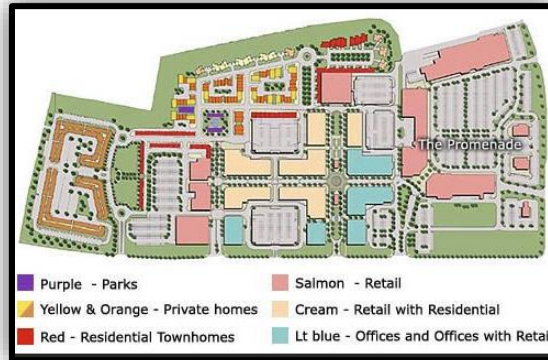 The Promenade
Purple - Parks
Yellow & Orange - Private homes
Red - Residential Townhomes
Salmon - Retail
Cream - Retail with Residential
Lt blue - Offices and Offices with Retail